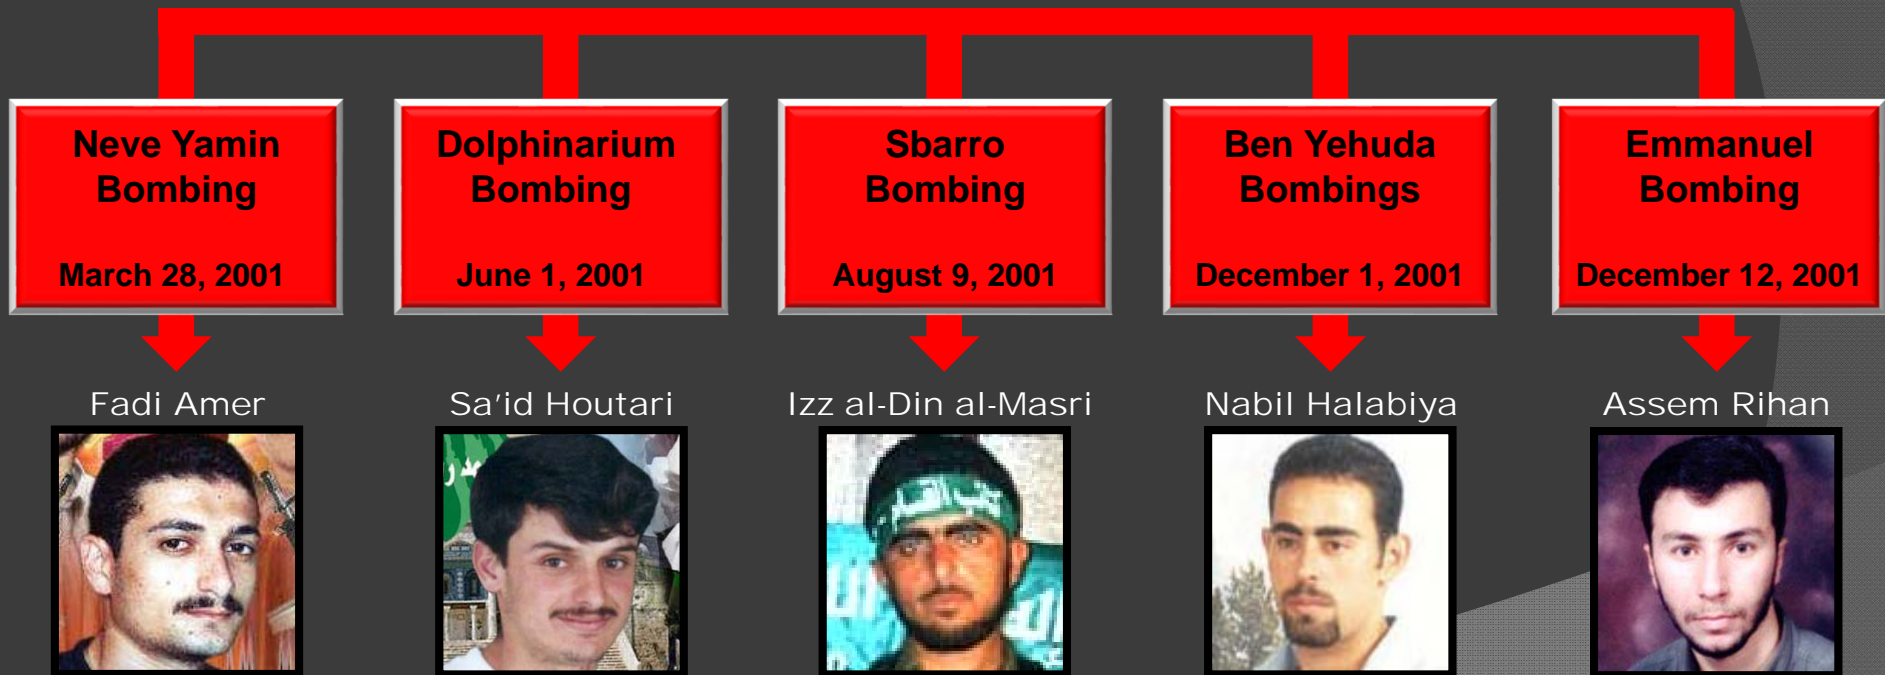 Neve Yamin
Bombing
March 28, 2001
Dolphinarium
Bombing
June 1, 2001
Sbarro
Bombing
August 9, 2001
Ben Yehuda
Bombings
December 1, 2001
Emmanuel
Bombing
December 12, 2001
Fadi Amer
Sa'id Houtari
Izz al-Din al-Masri
Nabil Halabiya
Assem Rihan